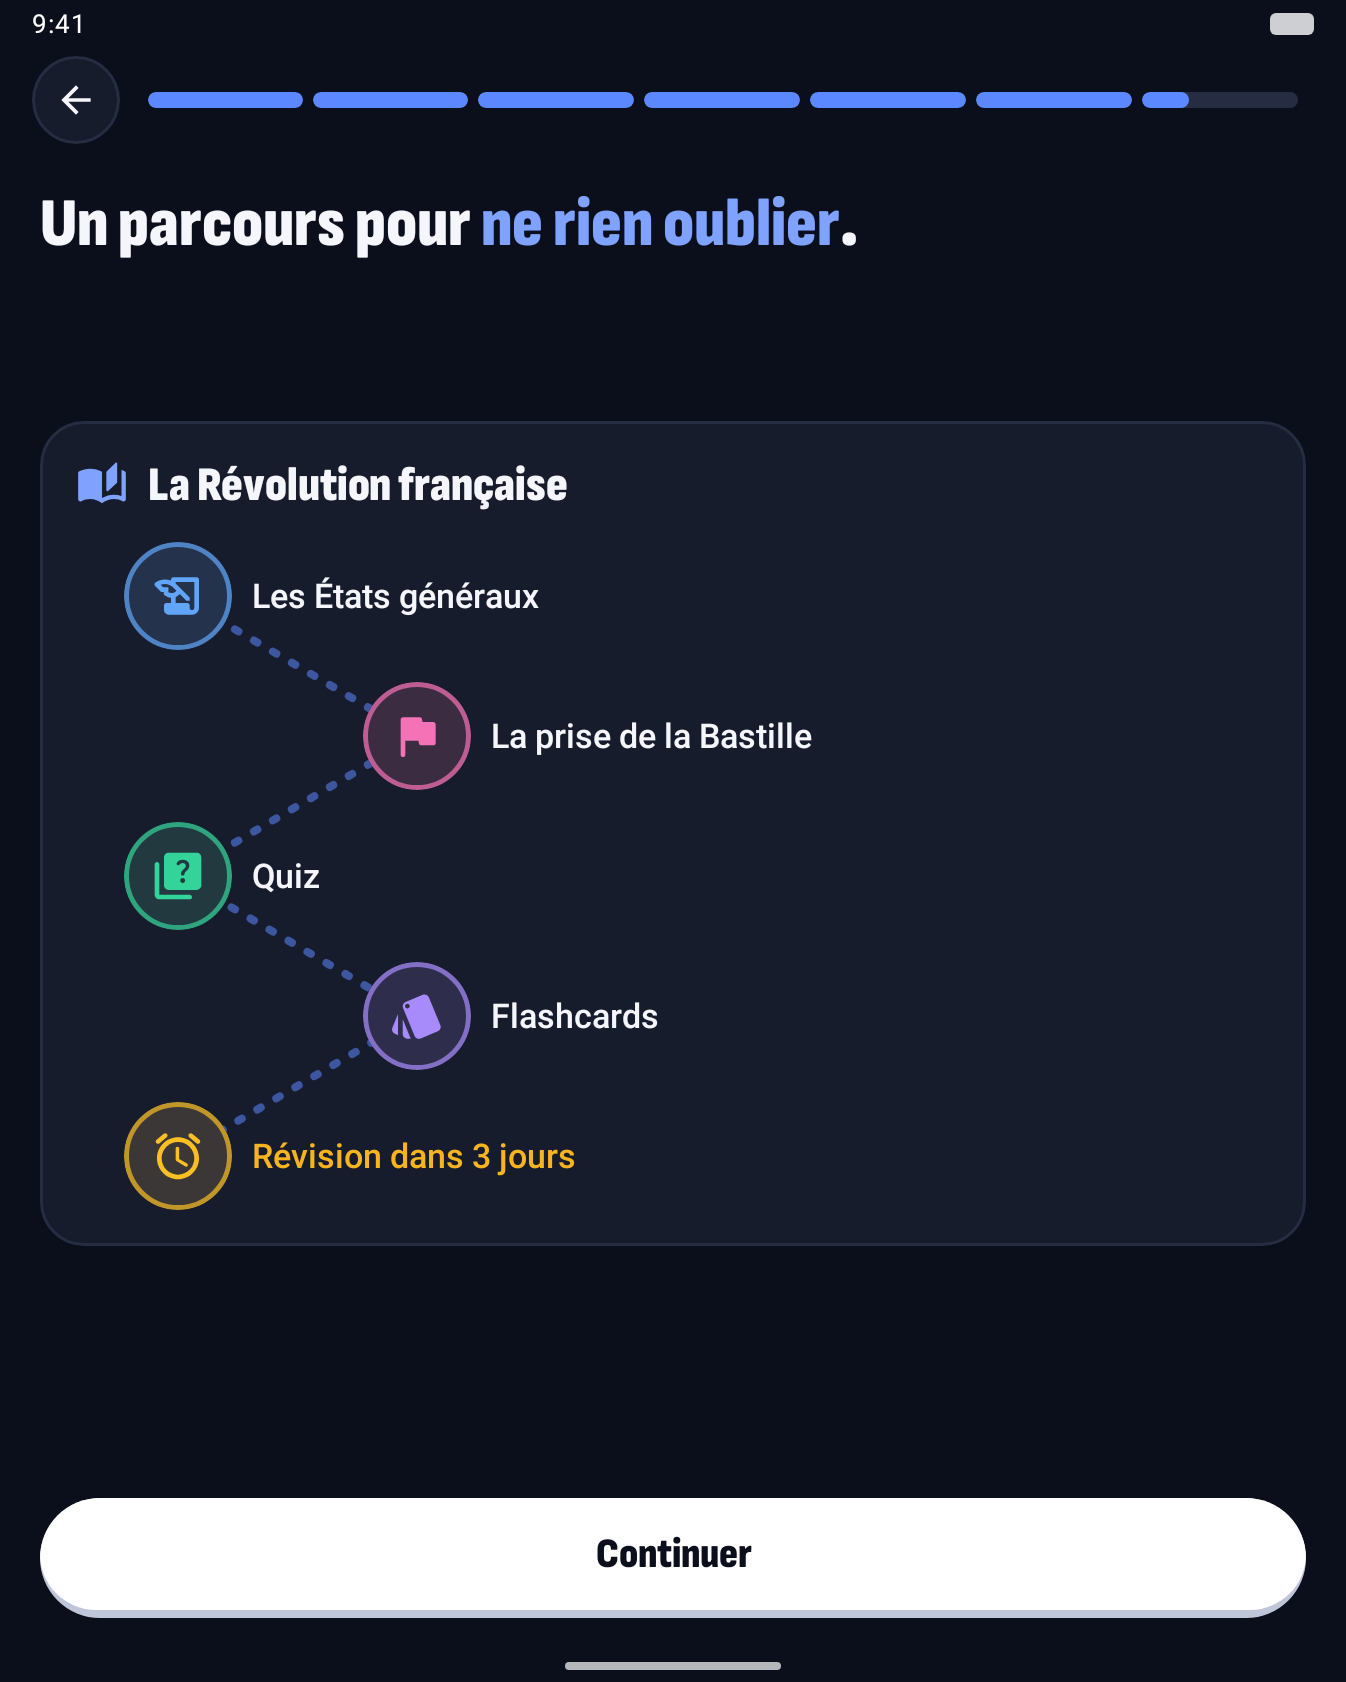 9:41
Un parcours pour ne rien oublier.
La Révolution française
Les États généraux
La prise de la Bastille
?
Quiz
Flashcards
Révision dans 3 jours
Continuer